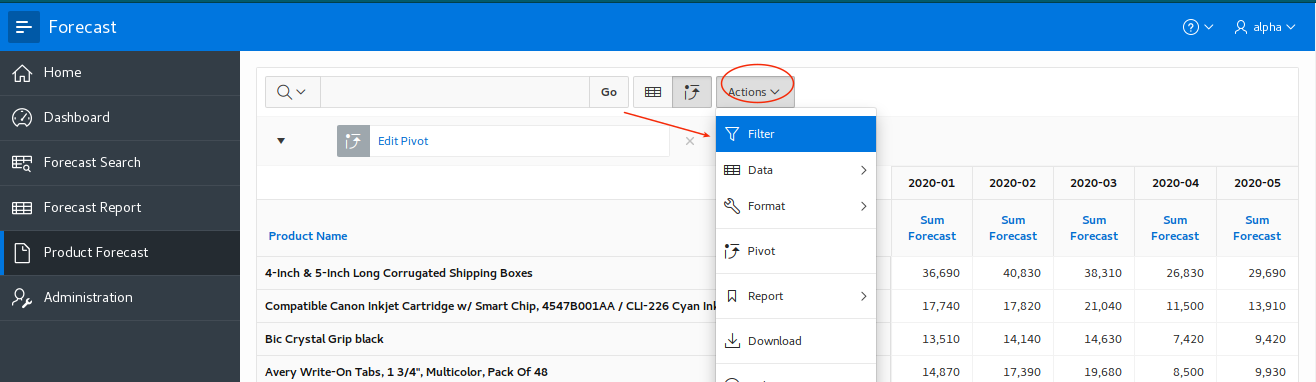 Forecast
? alpha
Home
Dashboard
Forecast Search
Forecast Report
Product Forecast
Administration
Go Actions
Edit Pivot
Filter
Data
Format
Pivot
Report
Download
2020-01 2020-02 2020-03 2020-04 2020-05
Sum Sum Sum Sum Sum
Product Name Forecast Forecast Forecast Forecast Forecast
4-Inch & 5-Inch Long Corrugated Shipping Boxes 36,690 40,830 38,310 26,830 29,690
Compatible Canon Inkjet Cartridge w/ Smart Chip, 4547B001AA / CLI-226 Cyan Ink 17,740 17,820 21,040 11,500 13,910
Bic Crystal Grip black 13,510 14,140 14,630 7,420 9,420
Avery Write-On Tabs, 1 3/4", Multicolor, Pack Of 48 14,870 17,390 19,680 8,500 9,930